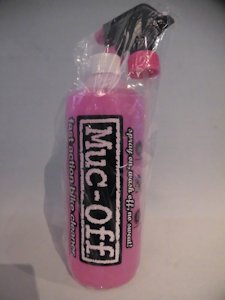 spray on, wash off, no sweat!
Muc-Off
fast action bike cleaner